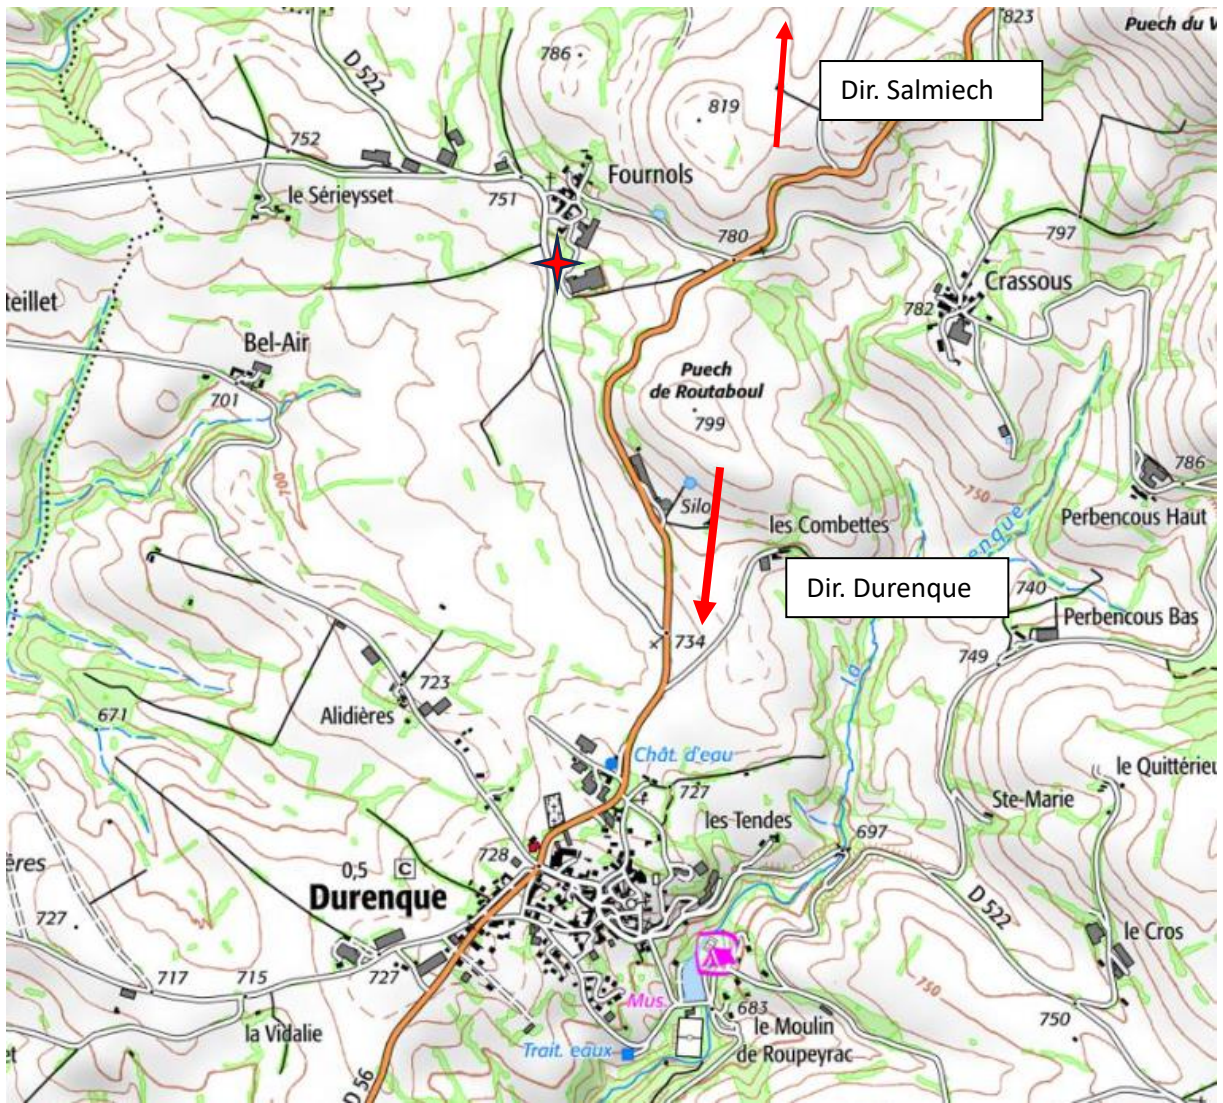 823
Puech du V
D 522
786
Dir. Salmiech
819
752
Fournols
le Sérieysset
751
780
797
Crassous
teillet
782
Bel-Air
Puech
de Routaboul
701
799
700
786
750
Silo
Perbencous Haut
les Combettes
enque
Dir. Durenque
740
Perbencous Bas
734
749
la
723
Alidières
671
Chât. d'eau
le Quittérieu
727
Ste-Marie
les Tendes
697
728
ères
0,5 C
Durenque
D 522
727
le Cros
727
717
715
750
Mus.
683
750
la Vidalie
le Moulin
de Roupeyrac
Trait. eaux
et
D 56